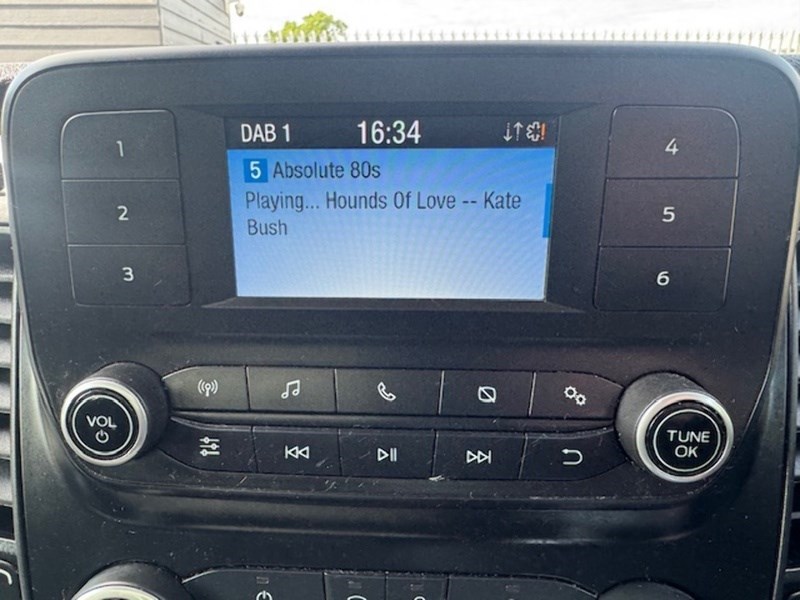 DAB 1 16:34
5 Absolute 80s
Playing... Hounds Of Love -- Kate
Bush
1
2
3
4
5
6
VOL
TUNE
OK